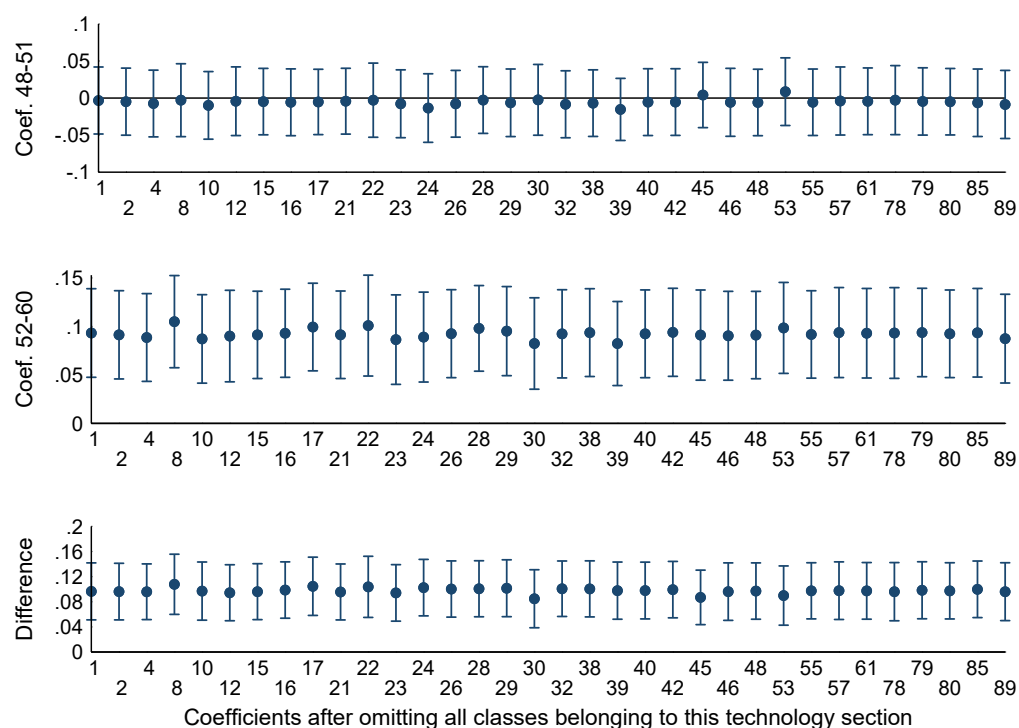 Coef. 48-51
.1
.05
0
-.05
-.1
1 4 10 15 17 22 24 28 30 38 40 45 48 55 61 79 85
2 8 12 16 21 23 26 29 32 39 42 46 53 57 78 80 89
Coef. 52-60
.15
.1
.05
0
1 4 10 15 17 22 24 28 30 38 40 45 48 55 61 79 85
2 8 12 16 21 23 26 29 32 39 42 46 53 57 78 80 89
Difference
.2
.16
.12
.08
.04
0
1 4 10 15 17 22 24 28 30 38 40 45 48 55 61 79 85
2 8 12 16 21 23 26 29 32 39 42 46 53 57 78 80 89
Coefficients after omitting all classes belonging to this technology section